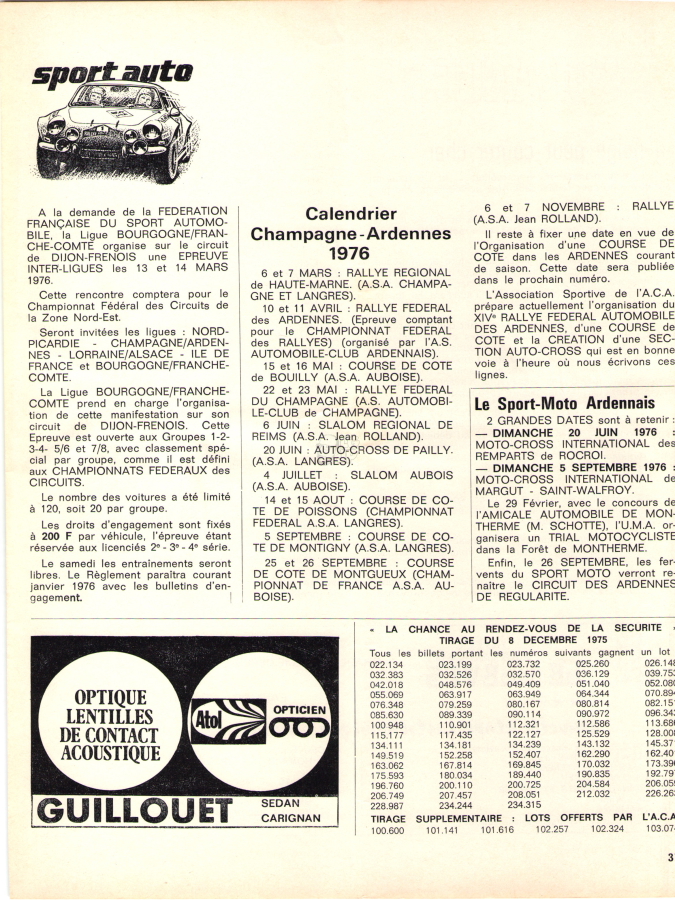 sport auto
A la demande de la FEDERATION
FRANÇAISE DU SPORT AUTOMO-
BILE, la Ligue BOURGOGNE/FRAN-
CHE-COMTE organise sur le circuit
de DIJON-FRENOIS une EPREUVE
INTER-LIGUES les 13 et 14 MARS
1976.
Cette rencontre comptera pour le
Championnat Fédéral des Circuits de
la Zone Nord-Est.
Seront invitées les ligues : NORD-
PICARDIE - CHAMPAGNE/ARDEN-
NES - LORRAINE/ALSACE - ILE DE
FRANCE et BOURGOGNE/FRANCHE-
COMTE.
La Ligue BOURGOGNE/FRANCHE-
COMTE prend en charge l'organisa-
tion de cette manifestation sur son
circuit de DIJON-FRENOIS. Cette
Epreuve est ouverte aux Groupes 1-2-
3-4- 5/6 et 7/8, avec classement spé-
cial par groupe, comme il est défini
aux CHAMPIONNATS FEDERAUX des
CIRCUITS.
Le nombre des voitures a été limité
à 120, soit 20 par groupe.
Les droits d'engagement sont fixés
à 200 F par véhicule, l'épreuve étant
réservée aux licenciés 2e - 3e - 4e série.
Le samedi les entraînements seront
libres. Le Règlement paraîtra courant
janvier 1976 avec les bulletins d'en-
gagement.
Calendrier
Champagne-Ardennes
1976
6 et 7 MARS : RALLYE REGIONAL
de HAUTE-MARNE. (A.S.A. CHAMPA-
GNE ET LANGRES).
10 et 11 AVRIL : RALLYE FEDERAL
des ARDENNES. (Epreuve comptant
pour le CHAMPIONNAT FEDERAL
des RALLYES) (organisé par l'A.S.
AUTOMOBILE-CLUB ARDENNAIS).
15 et 16 MAI : COURSE DE COTE
de BOUILLY (A.S.A. AUBOISE).
22 et 23 MAI : RALLYE FEDERAL
DU CHAMPAGNE (A.S. AUTOMOBI-
LE-CLUB de CHAMPAGNE).
6 JUIN : SLALOM REGIONAL DE
REIMS (A.S.A. Jean ROLLAND).
20 JUIN : AUTO-CROSS DE PAILLY.
(A.S.A. LANGRES).
4 JUILLET : SLALOM AUBOIS
(A.S.A. AUBOISE).
14 et 15 AOUT : COURSE DE CO-
TE DE POISSONS (CHAMPIONNAT
FEDERAL A.S.A. LANGRES).
5 SEPTEMBRE : COURSE DE CO-
TE DE MONTIGNY (A.S.A. LANGRES).
25 et 26 SEPTEMBRE : COURSE
DE COTE DE MONTGUEUX (CHAM-
PIONNAT DE FRANCE A.S.A. AU-
BOISE).
6 et 7 NOVEMBRE : RALLYE
(A.S.A. Jean ROLLAND).
Il reste à fixer une date en vue de
l'Organisation d'une COURSE DE
COTE dans les ARDENNES courant
de saison. Cette date sera publiée
dans le prochain numéro.
L'Association Sportive de l'A.C.A.
prépare actuellement l'organisation du
XIVe RALLYE FEDERAL AUTOMOBILE
DES ARDENNES, d'une COURSE de
COTE et la CREATION d'une SEC-
TION AUTO-CROSS qui est en bonne
voie à l'heure où nous écrivons ces
lignes.
Le Sport-Moto Ardennais
2 GRANDES DATES sont à retenir :
— DIMANCHE 20 JUIN 1976 :
MOTO-CROSS INTERNATIONAL des
REMPARTS de ROCROI.
— DIMANCHE 5 SEPTEMBRE 1976 :
MOTO-CROSS INTERNATIONAL de
MARGUT - SAINT-WALFROY.
Le 29 Février, avec le concours de
l'AMICALE AUTOMOBILE DE MON-
THERME (M. SCHOTTE), l'U.M.A. or-
ganisera un TRIAL MOTOCYCLISTE
dans la Forêt de MONTHERME.
Enfin, le 26 SEPTEMBRE, les fer-
vents du SPORT MOTO verront re-
naître le CIRCUIT DES ARDENNES
DE REGULARITE.
OPTIQUE
LENTILLES
DE CONTACT
ACOUSTIQUE
Atol
OPTICIEN
GUILLOUET
SEDAN
CARIGNAN
« LA CHANCE AU RENDEZ-VOUS DE LA SECURITE »
TIRAGE DU 8 DECEMBRE 1975
Tous les billets portant les numéros suivants gagnent un lot :
022.134 023.199 023.732 025.260 026.148
032.383 032.526 032.570 036.129 039.753
042.018 048.576 049.409 051.040 052.080
055.069 063.917 063.949 064.344 070.894
076.348 079.259 080.167 080.814 082.151
085.630 089.339 090.114 090.972 096.343
100.948 110.901 112.321 112.586 113.686
115.177 117.435 122.127 125.529 128.008
134.111 134.181 134.239 143.132 145.371
149.519 152.258 152.407 162.290 162.401
163.062 167.814 169.845 170.032 173.396
175.593 180.034 189.440 190.835 192.797
196.760 200.110 200.725 204.584 206.055
206.749 207.457 208.051 212.032 226.263
228.987 234.244 234.315
TIRAGE SUPPLEMENTAIRE : LOTS OFFERTS PAR L'A.C.A.
100.600 101.141 101.616 102.257 102.324 103.074